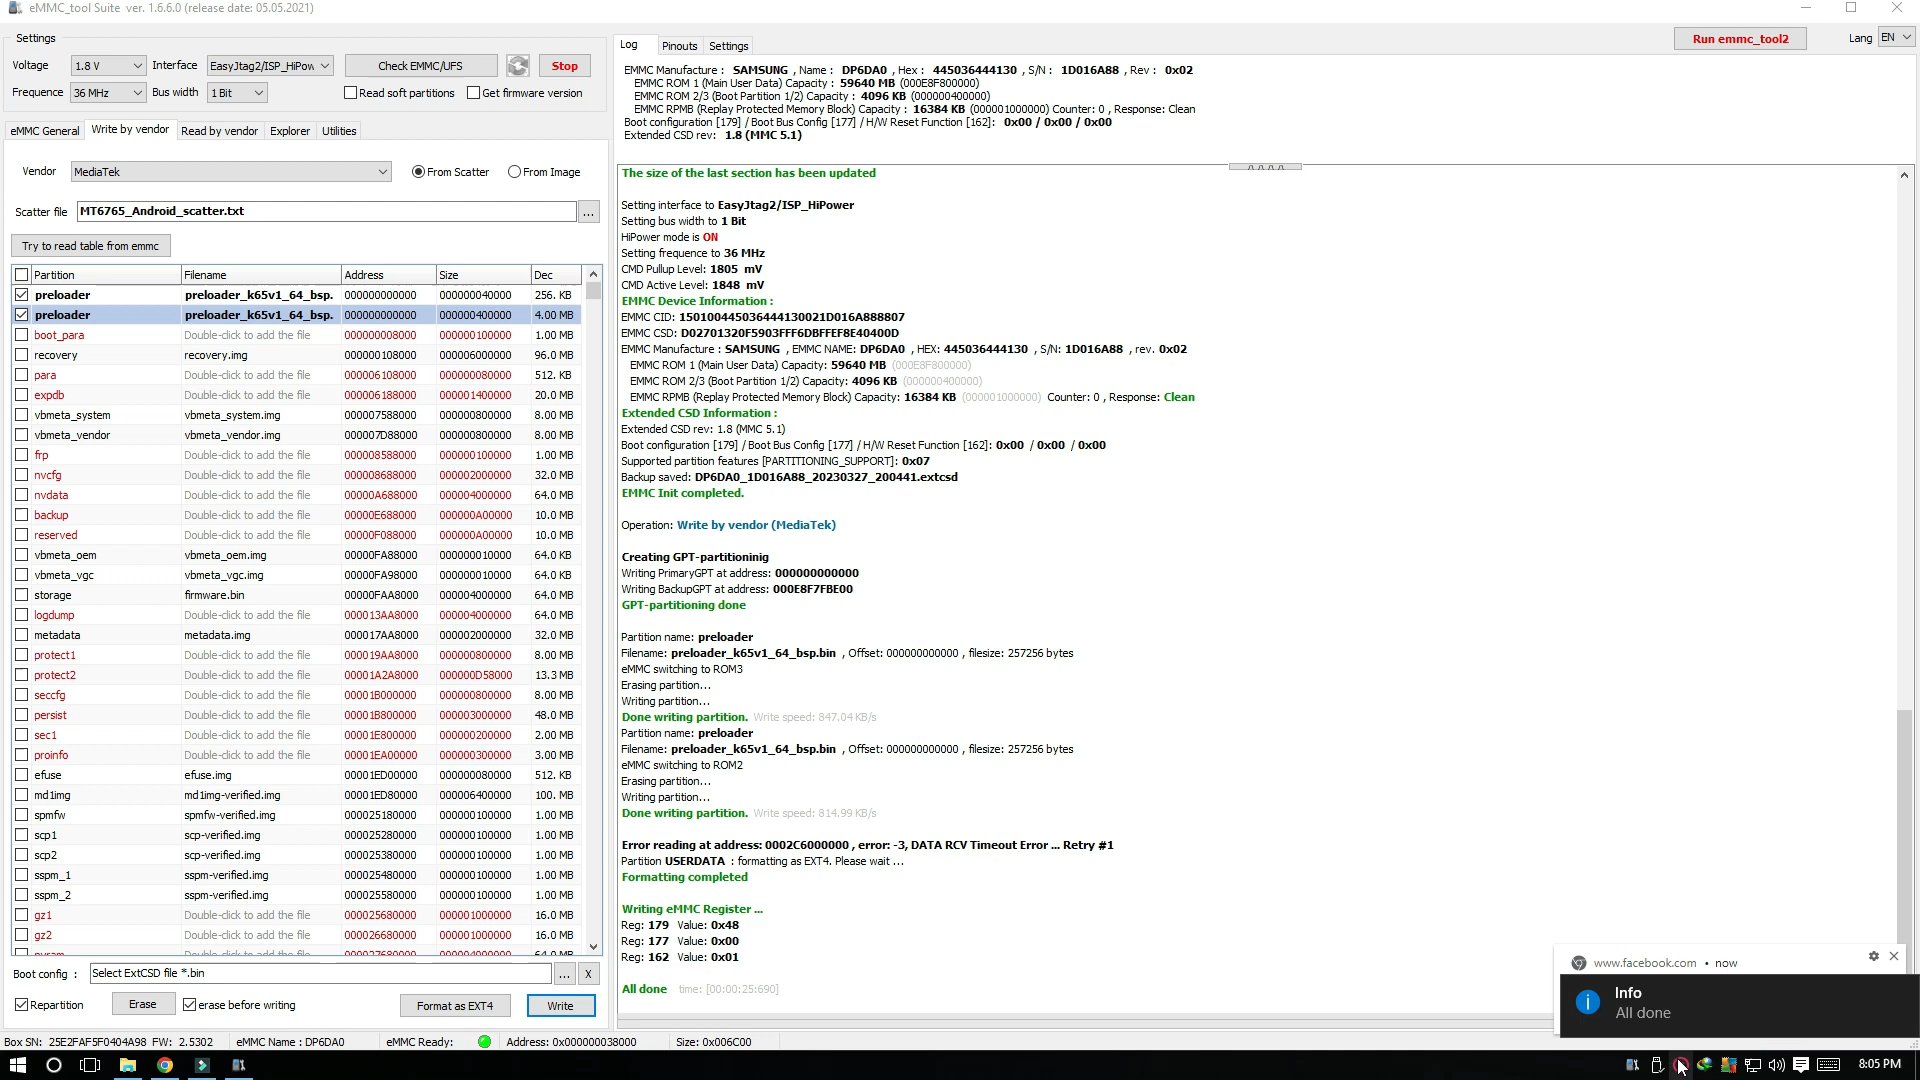 eMMC_tool Suite ver. 1.6.6.0 (release date: 05.05.2021)
Settings
Voltage 1.8 V Interface EasyJtag2/ISP_HiPow Check EMMC/UFS Stop
Frequence 36 MHz Bus width 1 Bit Read soft partitions Get firmware version
eMMC General Write by vendor Read by vendor Explorer Utilities
Vendor MediaTek From Scatter From Image
Scatter file MT6765_Android_scatter.txt ...
Try to read table from emmc
Partition Filename Address Size Dec
preloader preloader_k65v1_64_bsp. 000000000000 000000040000 256. KB
preloader preloader_k65v1_64_bsp. 000000000000 000000400000 4.00 MB
boot_para Double-click to add the file 000000008000 000000100000 1.00 MB
recovery recovery.img 000000108000 000006000000 96.0 MB
para Double-click to add the file 000006108000 000000080000 512. KB
expdb Double-click to add the file 000006188000 000001400000 20.0 MB
vbmeta_system vbmeta_system.img 000007588000 000000800000 8.00 MB
vbmeta_vendor vbmeta_vendor.img 000007D88000 000000800000 8.00 MB
frp Double-click to add the file 000008588000 000000100000 1.00 MB
nvcfg Double-click to add the file 000008688000 000002000000 32.0 MB
nvdata Double-click to add the file 00000A688000 000004000000 64.0 MB
backup Double-click to add the file 00000E688000 000000A00000 10.0 MB
reserved Double-click to add the file 00000F088000 000000A00000 10.0 MB
vbmeta_oem vbmeta_oem.img 00000FA88000 000000010000 64.0 KB
vbmeta_vgc vbmeta_vgc.img 00000FA98000 000000010000 64.0 KB
storage firmware.bin 00000FAA8000 000004000000 64.0 MB
logdump Double-click to add the file 000013AA8000 000004000000 64.0 MB
metadata metadata.img 000017AA8000 000002000000 32.0 MB
protect1 Double-click to add the file 000019AA8000 000000800000 8.00 MB
protect2 Double-click to add the file 00001A2A8000 000000D58000 13.3 MB
seccfg Double-click to add the file 00001B000000 000000800000 8.00 MB
persist Double-click to add the file 00001B800000 000003000000 48.0 MB
sec1 Double-click to add the file 00001E800000 000000200000 2.00 MB
proinfo Double-click to add the file 00001EA00000 000000300000 3.00 MB
efuse efuse.img 00001ED00000 000000080000 512. KB
md1img md1img-verified.img 00001ED80000 000006400000 100. MB
spmfw spmfw-verified.img 000025180000 000000100000 1.00 MB
scp1 scp-verified.img 000025280000 000000100000 1.00 MB
scp2 scp-verified.img 000025380000 000000100000 1.00 MB
sspm_1 sspm-verified.img 000025480000 000000100000 1.00 MB
sspm_2 sspm-verified.img 000025580000 000000100000 1.00 MB
gz1 Double-click to add the file 000025680000 000001000000 16.0 MB
gz2 Double-click to add the file 000026680000 000001000000 16.0 MB
Boot config : Select ExtCSD file *.bin ... X
Repartition Erase erase before writing Format as EXT4 Write
Box SN: 25E2FAF5F0404A98 FW: 2.5302 eMMC Name : DP6DA0 eMMC Ready: Address: 0x000000038000 Size: 0x006C00
Log Pinouts Settings Run emmc_tool2 Lang EN
EMMC Manufacture : SAMSUNG , Name : DP6DA0 , Hex : 445036444130 , S/N : 1D016A88 , Rev : 0x02
EMMC ROM 1 (Main User Data) Capacity : 59640 MB (000E8F800000)
EMMC ROM 2/3 (Boot Partition 1/2) Capacity : 4096 KB (000000400000)
EMMC RPMB (Replay Protected Memory Block) Capacity : 16384 KB (000001000000) Counter: 0 , Response: Clean
Boot configuration [179] / Boot Bus Config [177] / H/W Reset Function [162]: 0x00 / 0x00 / 0x00
Extended CSD rev: 1.8 (MMC 5.1)
The size of the last section has been updated
Setting interface to EasyJtag2/ISP_HiPower
Setting bus width to 1 Bit
HiPower mode is ON
Setting frequence to 36 MHz
CMD Pullup Level: 1805 mV
CMD Active Level: 1848 mV
EMMC Device Information :
EMMC CID: 150100445036444130021D016A888807
EMMC CSD: D02701320F5903FFF6DBFFEF8E40400D
EMMC Manufacture : SAMSUNG , EMMC NAME: DP6DA0 , HEX: 445036444130 , S/N: 1D016A88 , rev. 0x02
EMMC ROM 1 (Main User Data) Capacity: 59640 MB (000E8F800000)
EMMC ROM 2/3 (Boot Partition 1/2) Capacity: 4096 KB (000000400000)
EMMC RPMB (Replay Protected Memory Block) Capacity: 16384 KB (000001000000) Counter: 0 , Response: Clean
Extended CSD Information :
Extended CSD rev: 1.8 (MMC 5.1)
Boot configuration [179] / Boot Bus Config [177] / H/W Reset Function [162]: 0x00 / 0x00 / 0x00
Supported partition features [PARTITIONING_SUPPORT]: 0x07
Backup saved: DP6DA0_1D016A88_20230327_200441.extcsd
EMMC Init completed.
Operation: Write by vendor (MediaTek)
Creating GPT-partitioninig
Writing PrimaryGPT at address: 000000000000
Writing BackupGPT at address: 000E8F7FBE00
GPT-partitioning done
Partition name: preloader
Filename: preloader_k65v1_64_bsp.bin , Offset: 000000000000 , filesize: 257256 bytes
eMMC switching to ROM3
Erasing partition...
Writing partition...
Done writing partition. Write speed: 847.04 KB/s
Partition name: preloader
Filename: preloader_k65v1_64_bsp.bin , Offset: 000000000000 , filesize: 257256 bytes
eMMC switching to ROM2
Erasing partition...
Writing partition...
Done writing partition. Write speed: 814.99 KB/s
Error reading at address: 0002C6000000 , error: -3, DATA RCV Timeout Error ... Retry #1
Partition USERDATA : formatting as EXT4. Please wait ...
Formatting completed
Writing eMMC Register ...
Reg: 179 Value: 0x48
Reg: 177 Value: 0x00
Reg: 162 Value: 0x01
All done time: [00:00:25:690]
www.facebook.com • now
Info
All done
8:05 PM